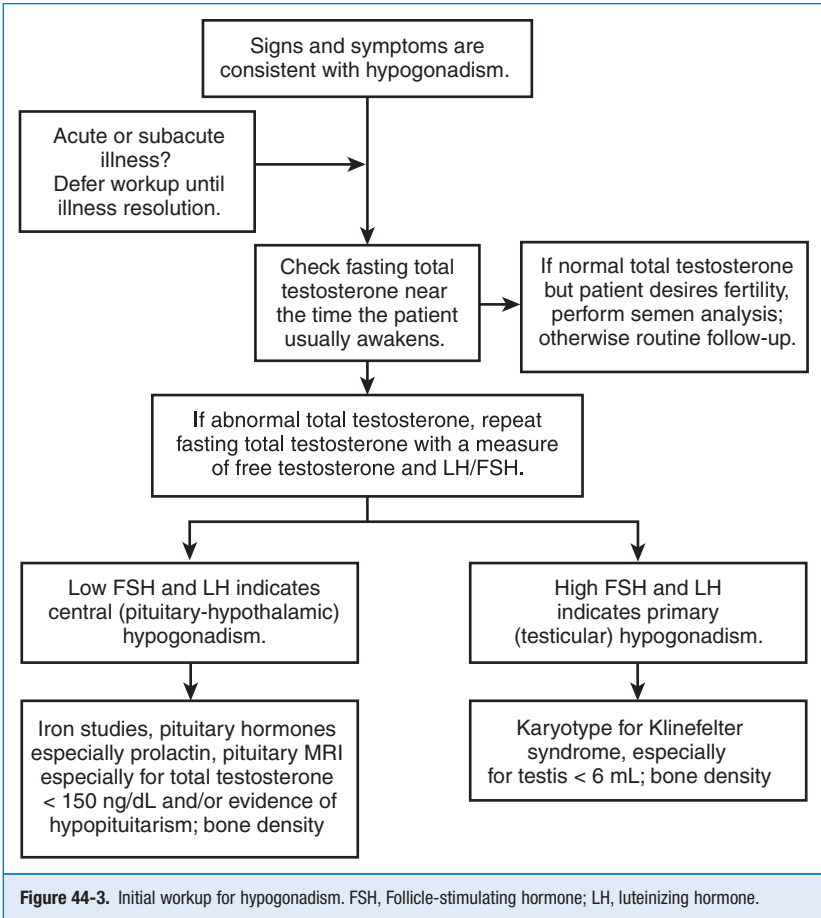 Signs and symptoms are
consistent with hypogonadism.
Acute or subacute
illness?
Defer workup until
illness resolution.
Check fasting total
testosterone near
the time the patient
usually awakens.
If normal total testosterone
but patient desires fertility,
perform semen analysis;
otherwise routine follow-up.
If abnormal total testosterone, repeat
fasting total testosterone with a measure
of free testosterone and LH/FSH.
Low FSH and LH indicates
central (pituitary-hypothalamic)
hypogonadism.
High FSH and LH
indicates primary
(testicular) hypogonadism.
Iron studies, pituitary hormones
especially prolactin, pituitary MRI
especially for total testosterone
< 150 ng/dL and/or evidence of
hypopituitarism; bone density
Karyotype for Klinefelter
syndrome, especially
for testis < 6 mL; bone density
Figure 44-3. Initial workup for hypogonadism. FSH, Follicle-stimulating hormone; LH, luteinizing hormone.